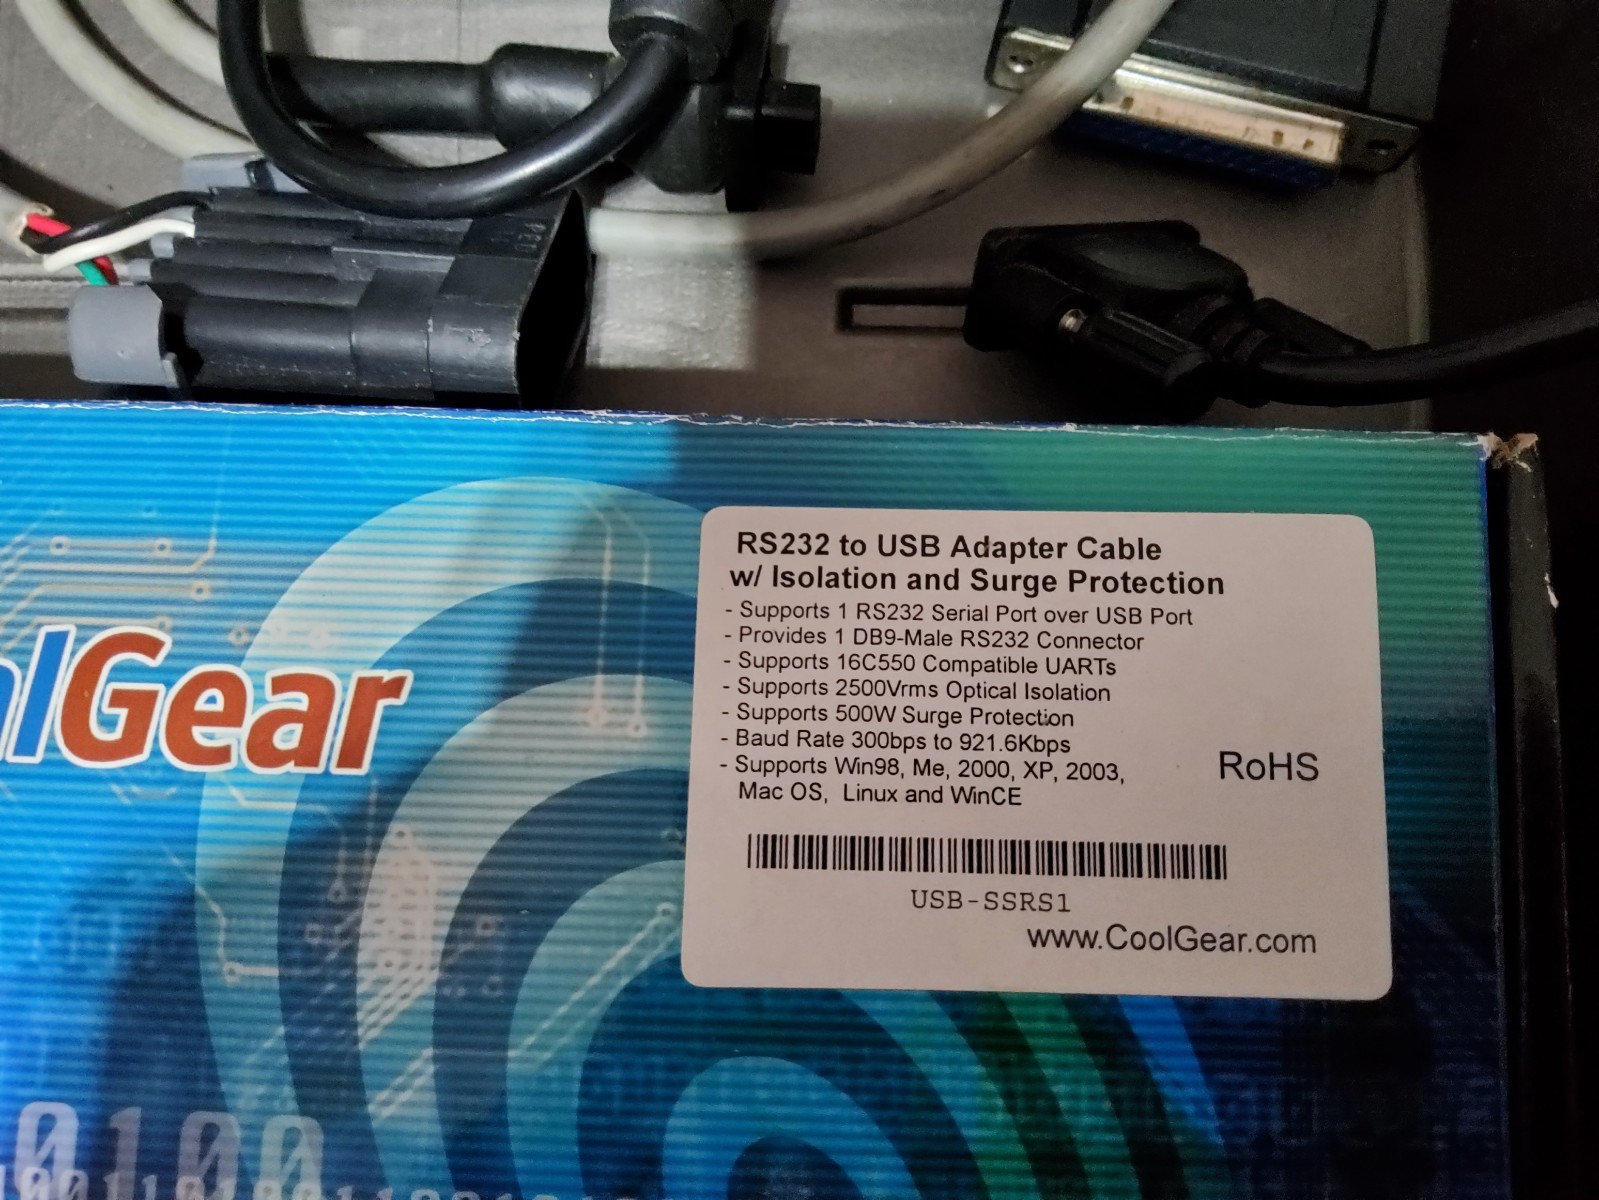 lGear
RS232 to USB Adapter Cable
w/ Isolation and Surge Protection
- Supports 1 RS232 Serial Port over USB Port
- Provides 1 DB9-Male RS232 Connector
- Supports 16C550 Compatible UARTs
- Supports 2500Vrms Optical Isolation
- Supports 500W Surge Protection
- Baud Rate 300bps to 921.6Kbps
- Supports Win98, Me, 2000, XP, 2003,
Mac OS, Linux and WinCE
RoHS
USB-SSRS1
www.CoolGear.com
0100